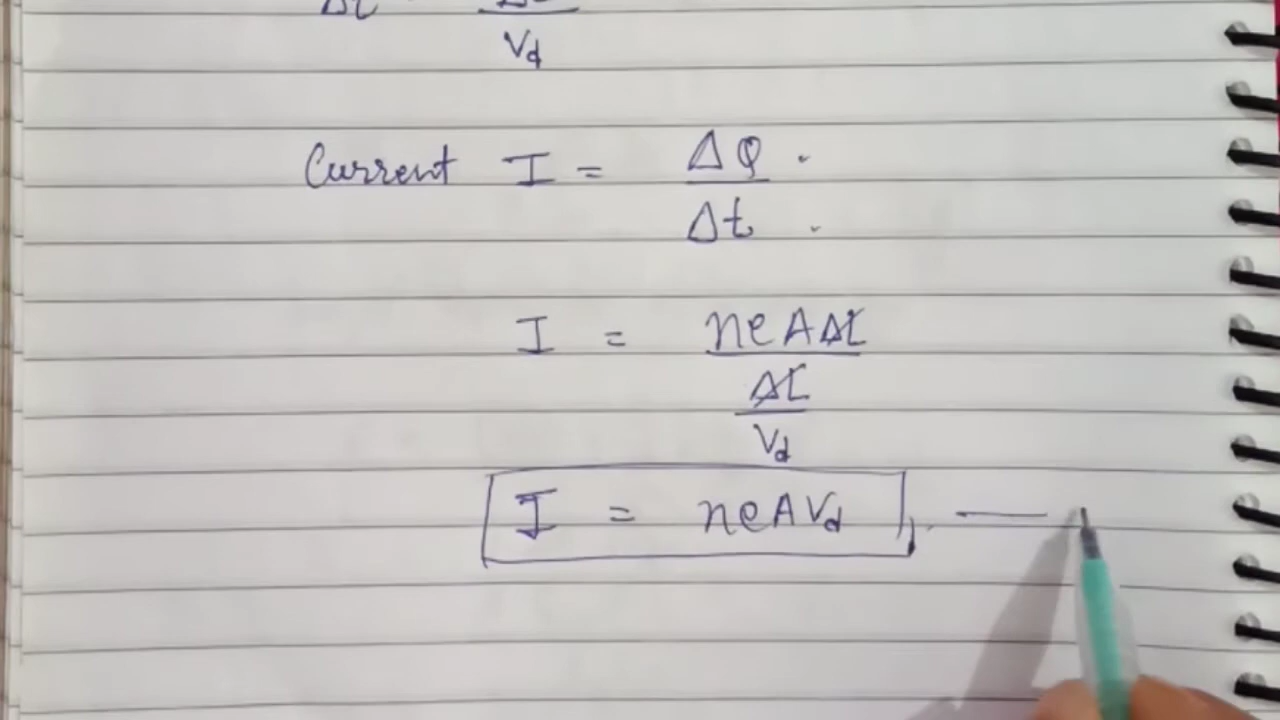 Vd
Current I = ΔQ
Δt
I = neAΔl
Δl
Vd
I = neAVd